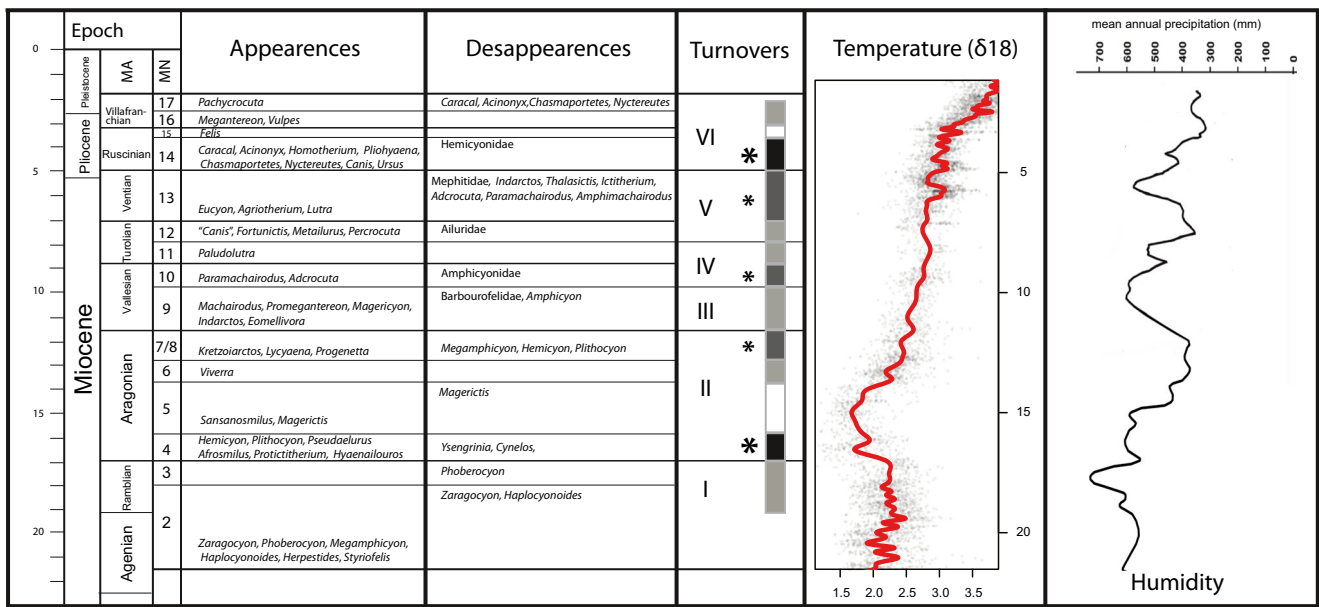 Epoch
MA
MN
Appearences
Desappearences
Turnovers
Temperature (δ18)
mean annual precipitation (mm)
700 600 500 400 300 200 100 0
0
5
10
15
20
Pleistocene
Pliocene
Miocene
Villafran-
chian
Ruscinian
Ventian
Turolian
Vallesian
Aragonian
Ramblian
Agenian
17
Pachycrocuta
Caracal, Acinonyx,Chasmaportetes, Nyctereutes
16
Megantereon, Vulpes
15
Felis
14
Caracal, Acinonyx, Homotherium, Pliohyaena,
Chasmaportetes, Nyctereutes, Canis, Ursus
Hemicyonidae
13
Eucyon, Agriotherium, Lutra
Mephitidae, Indarctos, Thalasictis, Ictitherium,
Adcrocuta, Paramachairodus, Amphimachairodus
12
"Canis", Fortunictis, Metailurus, Percrocuta
Ailuridae
11
Paludolutra
10
Paramachairodus, Adcrocuta
Amphicyonidae
9
Machairodus, Promegantereon, Magericyon,
Indarctos, Eomellivora
Barbourofelidae, Amphicyon
7/8
Kretzoiarctos, Lycyaena, Progenetta
Megamphicyon, Hemicyon, Plithocyon
6
Viverra
5
Sansanosmilus, Magerictis
Magerictis
4
Hemicyon, Plithocyon, Pseudaelurus
Afrosmilus, Protictitherium, Hyaenailouros
Ysengrinia, Cynelos,
3
Phoberocyon
2
Zaragocyon, Phoberocyon, Megamphicyon,
Haplocyonoides, Herpestides, Styriofelis
Zaragocyon, Haplocyonoides
VI
*
V
*
IV
*
III
*
II
*
I
5
10
15
20
1.5 2.0 2.5 3.0 3.5
Humidity